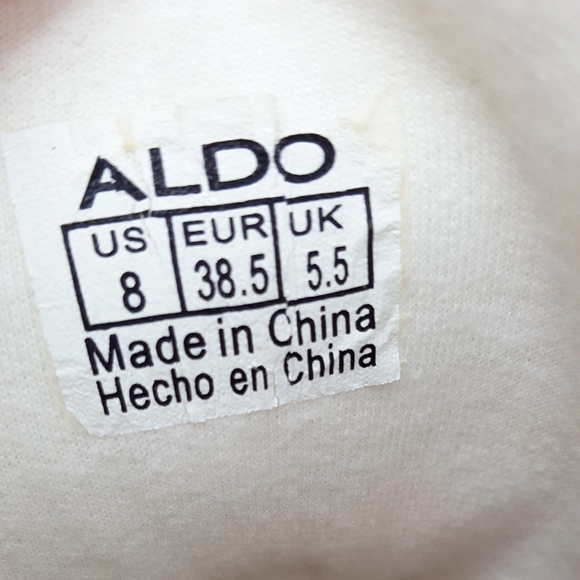 ALDO
US EUR UK
8 38.5 5.5
Made in China
Hecho en China